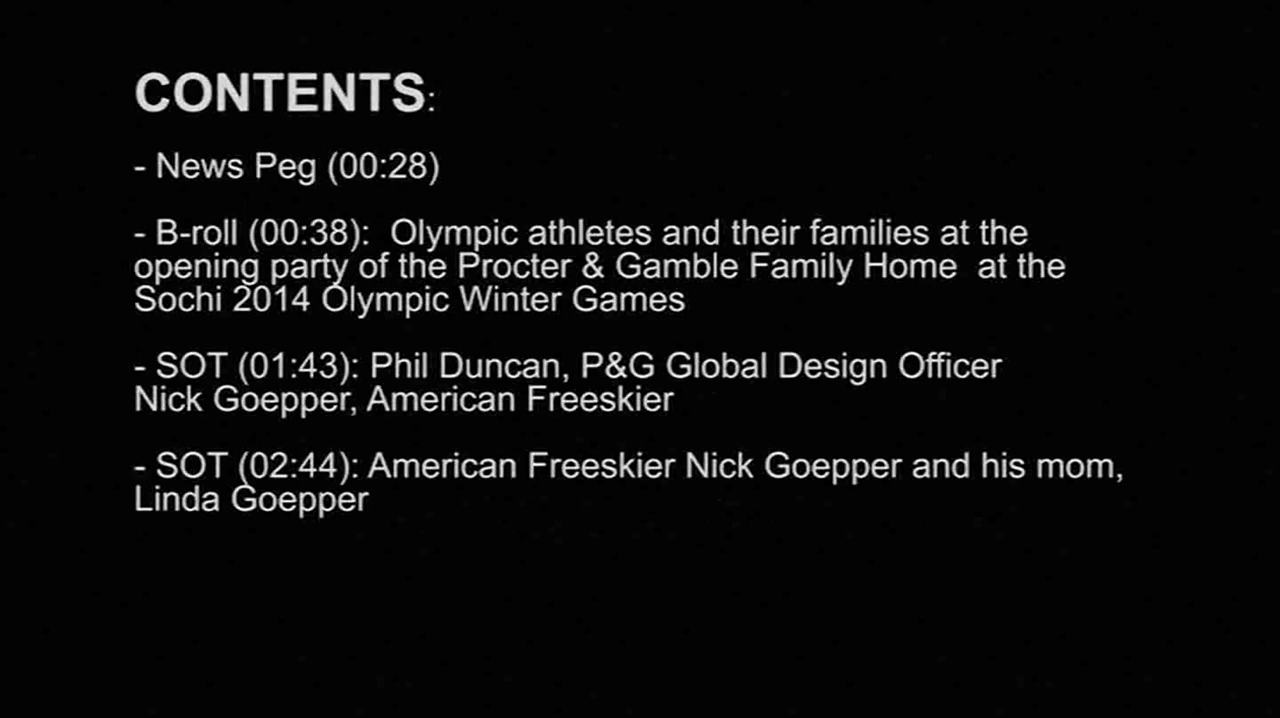 CONTENTS:
- News Peg (00:28)
- B-roll (00:38):  Olympic athletes and their families at the
opening party of the Procter & Gamble Family Home  at the
Sochi 2014 Olympic Winter Games
- SOT (01:43): Phil Duncan, P&G Global Design Officer
Nick Goepper, American Freeskier
- SOT (02:44): American Freeskier Nick Goepper and his mom,
Linda Goepper